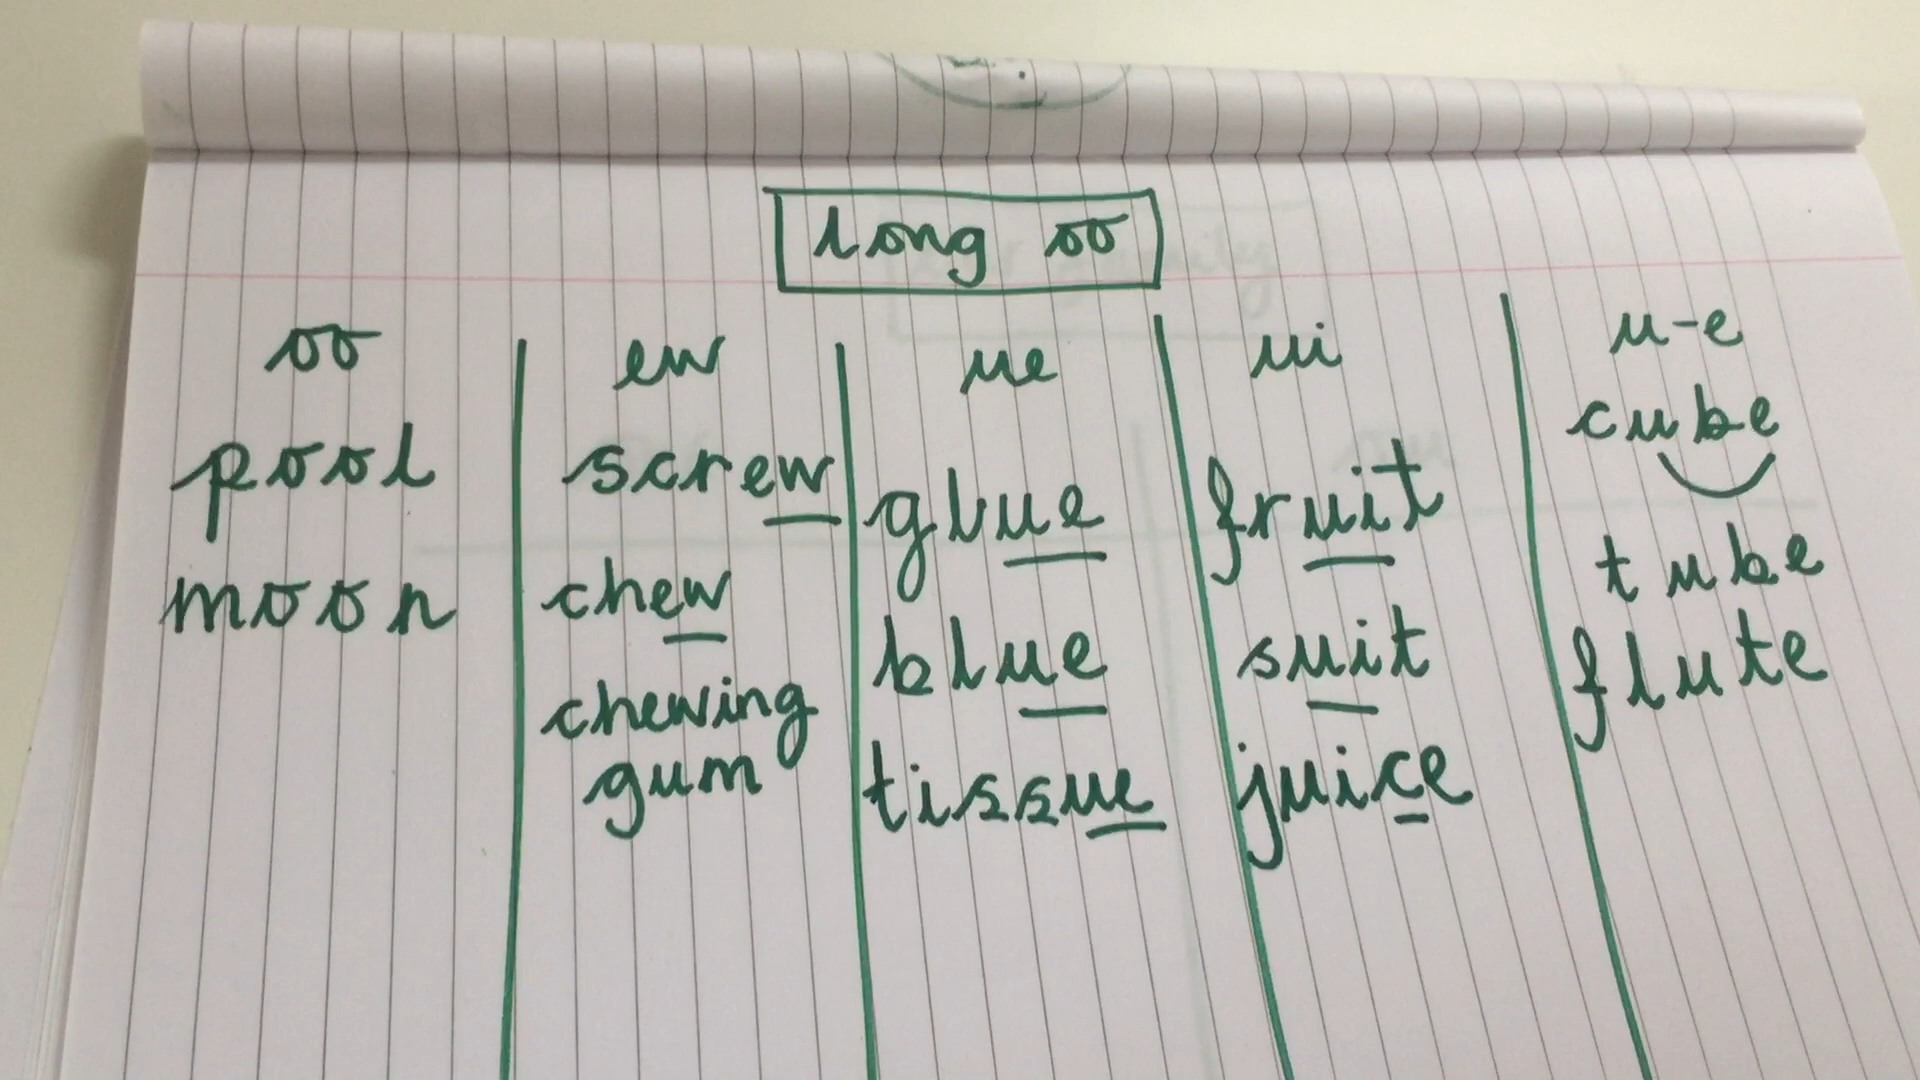 long oo
oo
pool
moon
ew
screw
chew
chewing
gum
ue
glue
blue
tissue
ui
fruit
suit
juice
u-e
cube
tube
flute